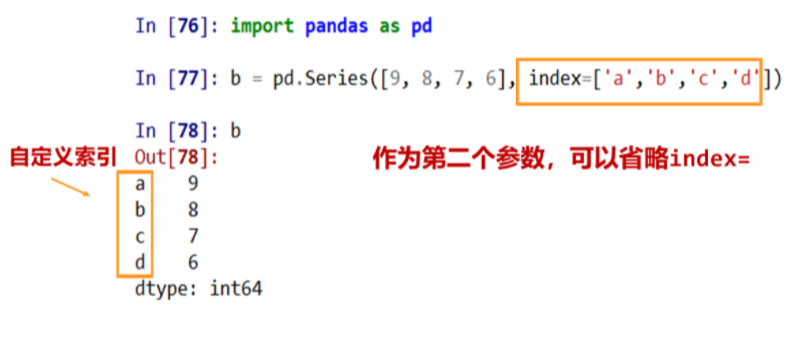 In [76]: import pandas as pd
In [77]: b = pd.Series([9, 8, 7, 6], index=['a','b','c','d'])
In [78]: b
自定义索引 Out[78]:
作为第二个参数，可以省略index=
a 9
b 8
c 7
d 6
dtype: int64